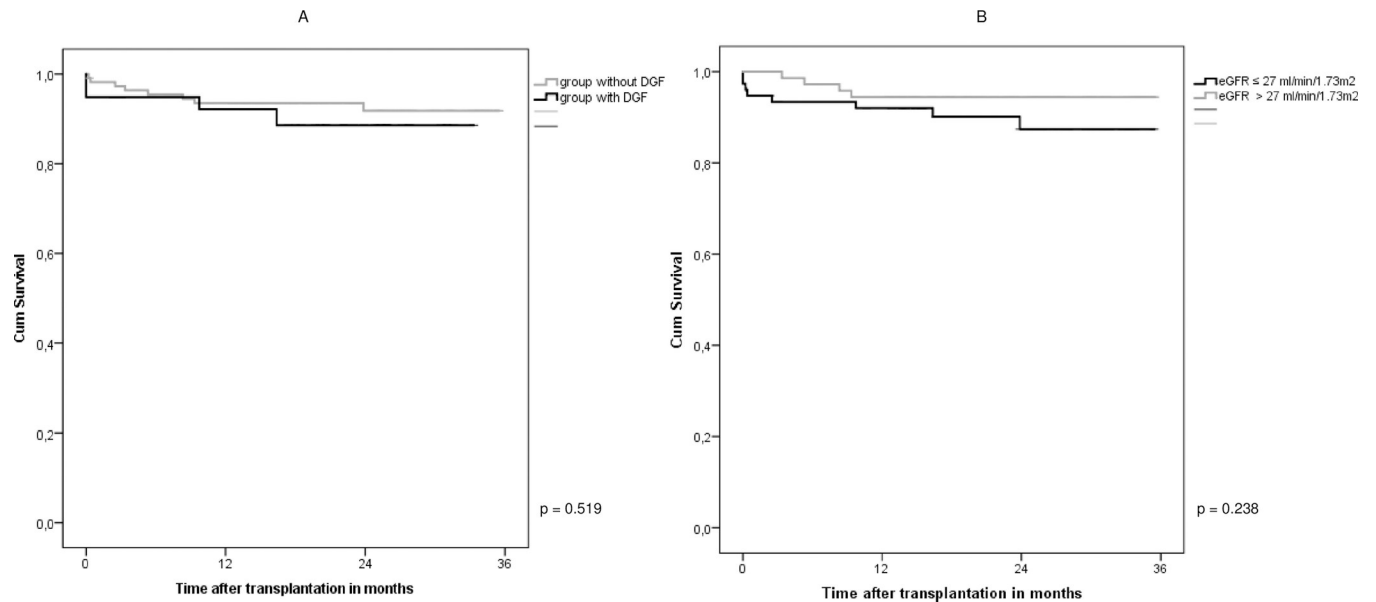 A
1,0
0,8
0,6
0,4
0,2
0,0
Cum Survival
0
12
24
36
Time after transplantation in months
group without DGF
group with DGF
p = 0.519
B
1,0
0,8
0,6
0,4
0,2
0,0
Cum Survival
0
12
24
36
Time after transplantation in months
eGFR ≤ 27 ml/min/1.73m2
eGFR > 27 ml/min/1.73m2
p = 0.238